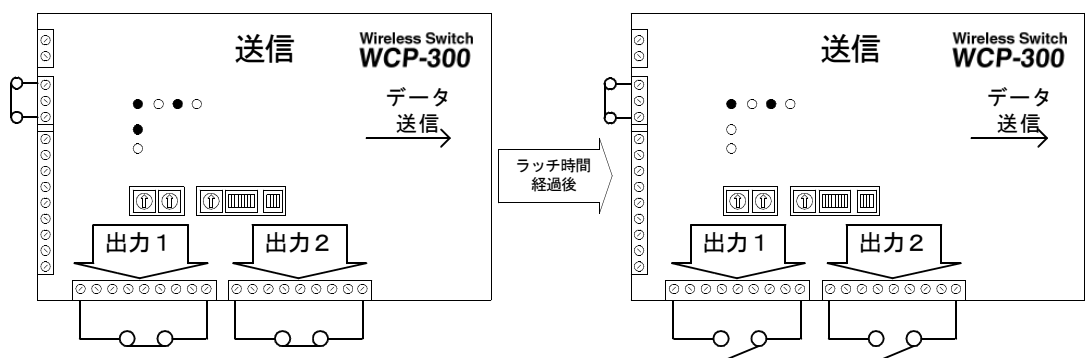 送信
Wireless Switch
WCP-300
データ
送信
出力1
出力2
ラッチ時間
経過後
送信
Wireless Switch
WCP-300
データ
送信
出力1
出力2